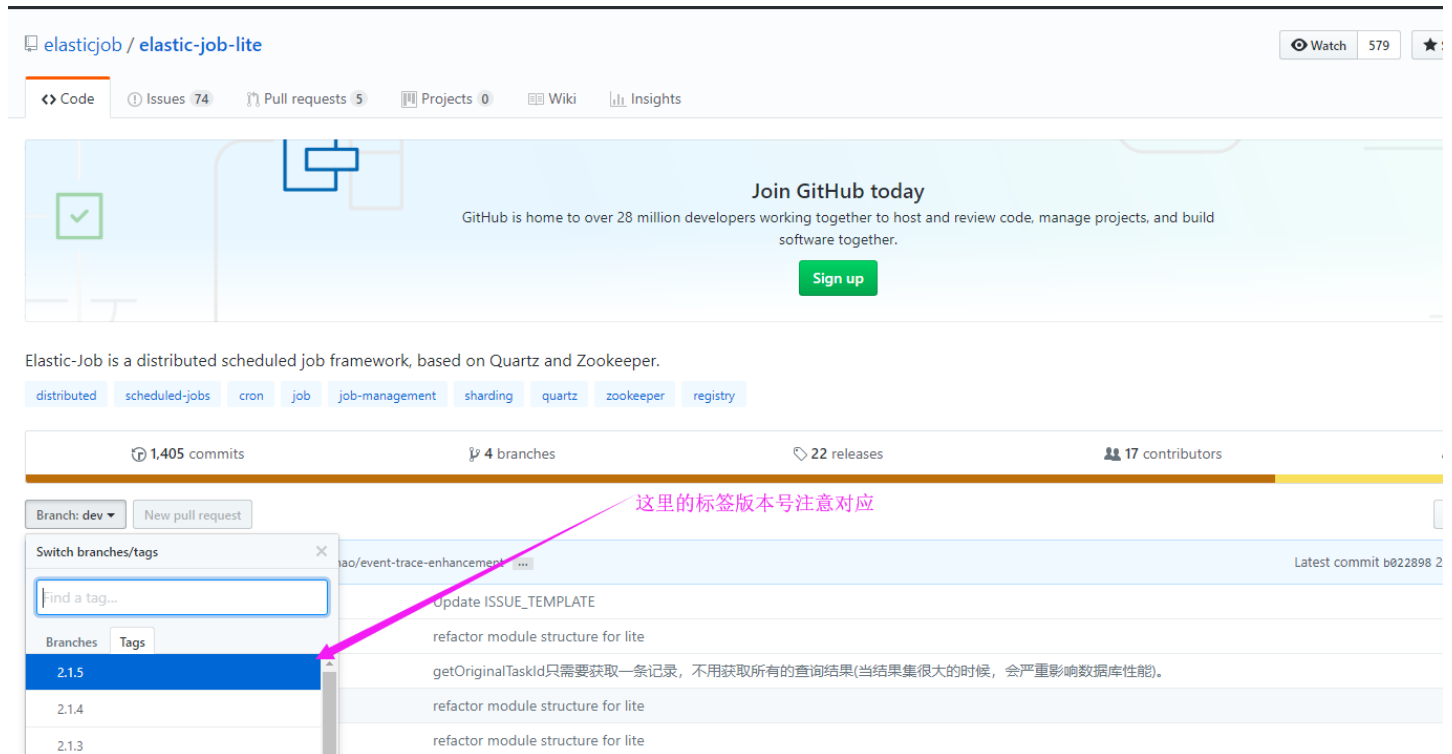 elasticjob / elastic-job-lite
Watch 579
Code Issues 74 Pull requests 5 Projects 0 Wiki Insights
Join GitHub today
GitHub is home to over 28 million developers working together to host and review code, manage projects, and build
software together.
Sign up
Elastic-Job is a distributed scheduled job framework, based on Quartz and Zookeeper.
distributed scheduled-jobs cron job job-management sharding quartz zookeeper registry
1,405 commits 4 branches 22 releases 17 contributors
这里的标签版本号注意对应
Branch: dev New pull request
Switch branches/tags
hao/event-trace-enhancement ... Latest commit b022898 2
Find a tag...
Update ISSUE_TEMPLATE
Branches Tags
refactor module structure for lite
2.1.5
getOriginalTaskId只需要获取一条记录，不用获取所有的查询结果(当结果集很大的时候，会严重影响数据库性能)。
2.1.4
refactor module structure for lite
2.1.3
refactor module structure for lite